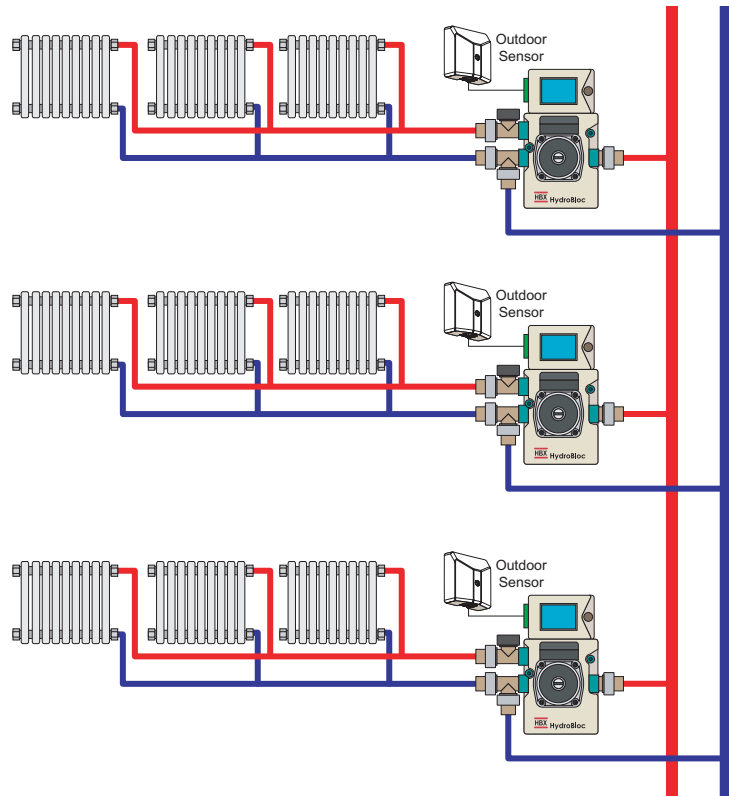 Outdoor
Sensor
HBX HydroBloc
Outdoor
Sensor
HBX HydroBloc
Outdoor
Sensor
HBX HydroBloc